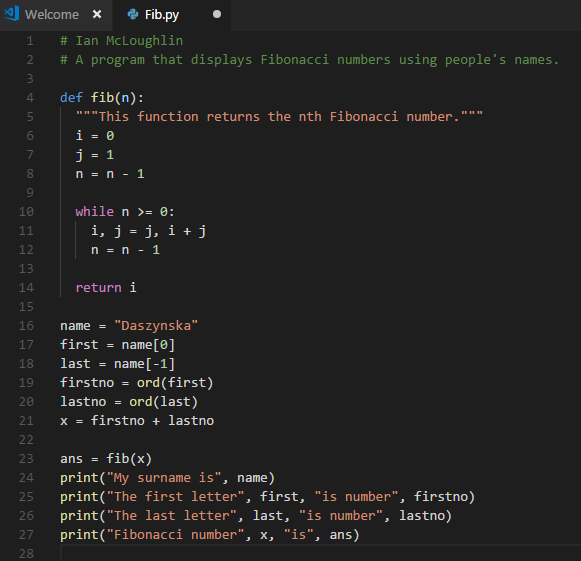 Welcome Fib.py
1 # Ian McLoughlin
2 # A program that displays Fibonacci numbers using people's names.
3
4 def fib(n):
5   """This function returns the nth Fibonacci number."""
6   i = 0
7   j = 1
8   n = n - 1
9
10   while n >= 0:
11     i, j = j, i + j
12     n = n - 1
13
14   return i
15
16 name = "Daszynska"
17 first = name[0]
18 last = name[-1]
19 firstno = ord(first)
20 lastno = ord(last)
21 x = firstno + lastno
22
23 ans = fib(x)
24 print("My surname is", name)
25 print("The first letter", first, "is number", firstno)
26 print("The last letter", last, "is number", lastno)
27 print("Fibonacci number", x, "is", ans)
28